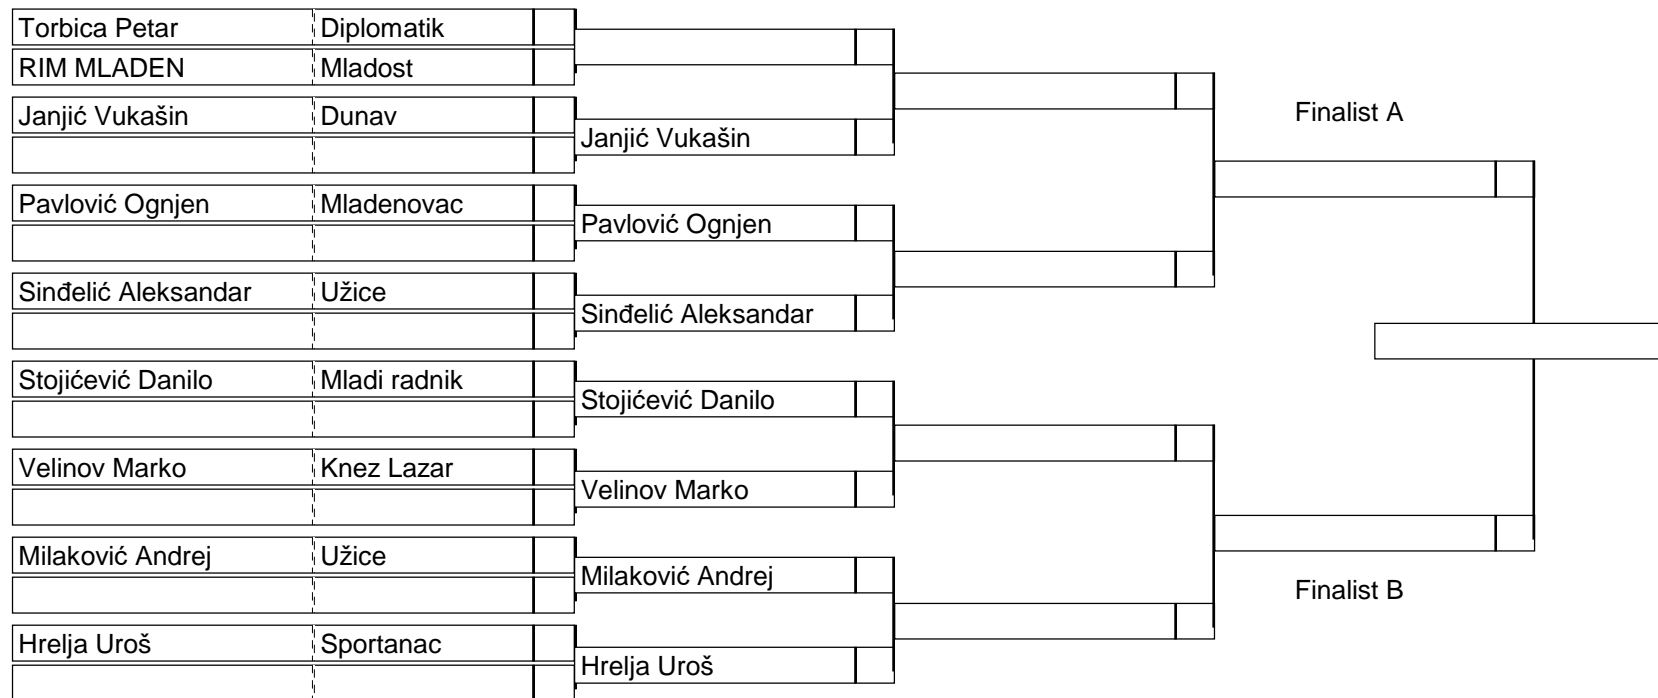 Torbica Petar Diplomatik
RIM MLADEN Mladost
Janjić Vukašin Dunav
Janjić Vukašin
Pavlović Ognjen Mladenovac
Pavlović Ognjen
Sinđelić Aleksandar Užice
Sinđelić Aleksandar
Stojićević Danilo Mladi radnik
Stojićević Danilo
Velinov Marko Knez Lazar
Velinov Marko
Milaković Andrej Užice
Milaković Andrej
Hrelja Uroš Sportanac
Hrelja Uroš
Finalist A
Finalist B